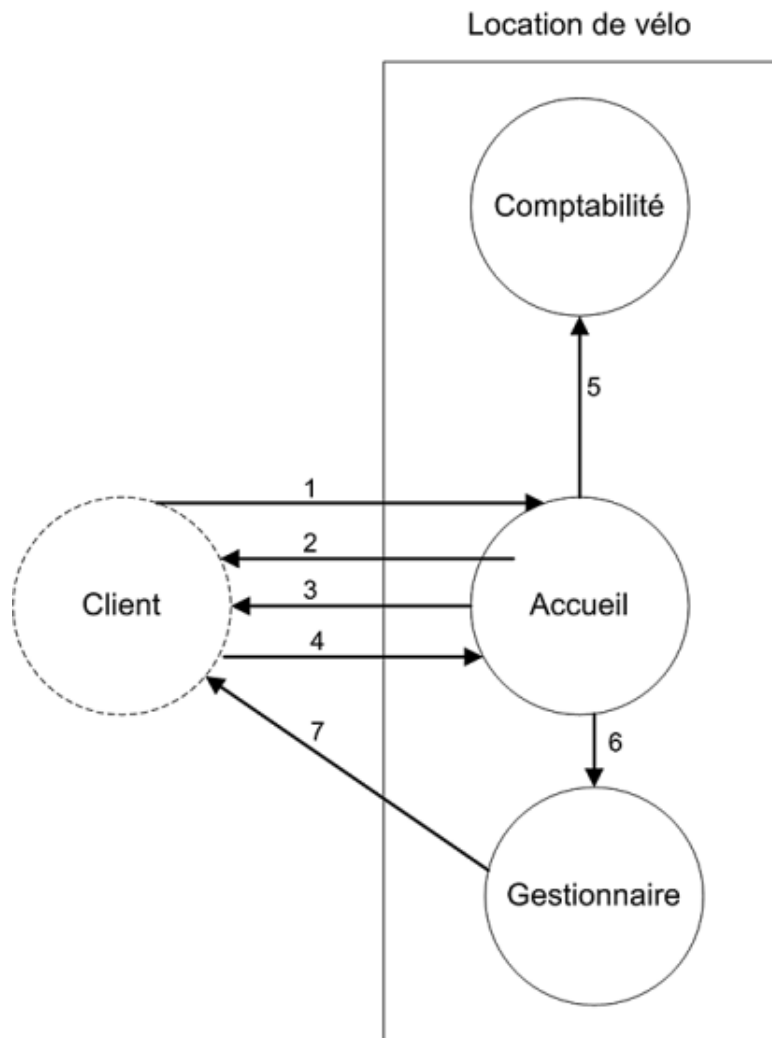 Location de vélo
Comptabilité
5
1
2
Client
3
Accueil
4
7
6
Gestionnaire